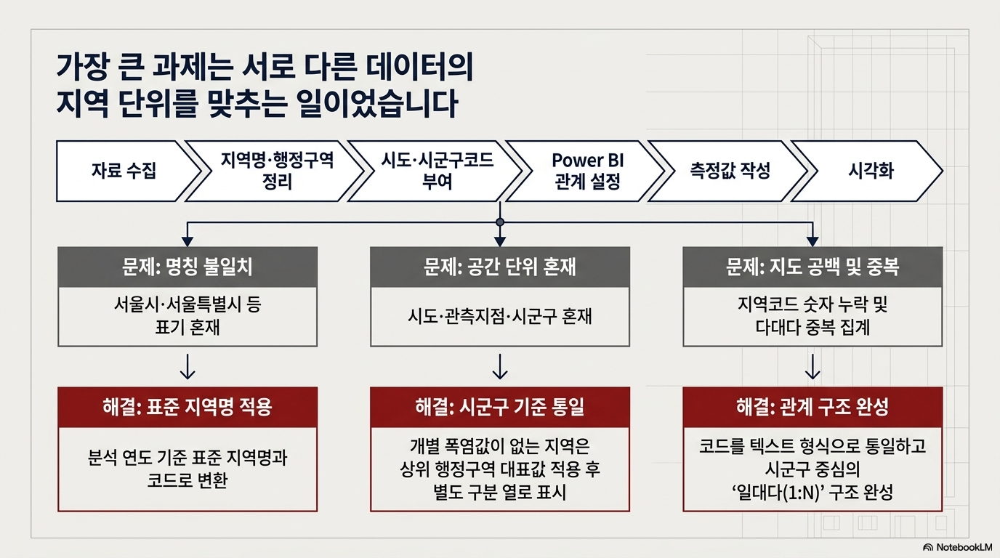 가장 큰 과제는 서로 다른 데이터의
지역 단위를 맞추는 일이었습니다
자료 수집
지역명·행정구역
정리
시도·시군구코드
부여
Power BI
관계 설정
측정값 작성
시각화
문제: 명칭 불일치
서울시·서울특별시 등
표기 혼재
문제: 공간 단위 혼재
시도·관측지점·시군구 혼재
문제: 지도 공백 및 중복
지역코드 숫자 누락 및
다대다 중복 집계
해결: 표준 지역명 적용
분석 연도 기준 표준 지역명과
코드로 변환
해결: 시군구 기준 통일
개별 폭염값이 없는 지역은
상위 행정구역 대표값 적용 후
별도 구분 열로 표시
해결: 관계 구조 완성
코드를 텍스트 형식으로 통일하고
시군구 중심의
‘일대다(1:N)’ 구조 완성
NotebookLM